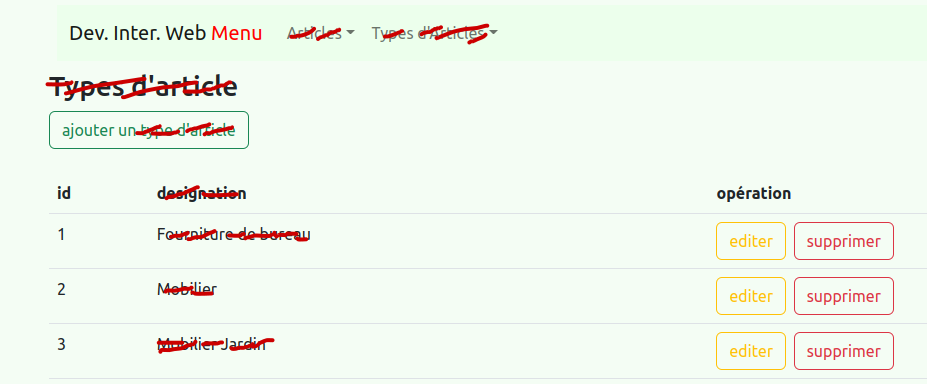 Dev. Inter. Web Menu Articles Types d'Articles
Types d'article
ajouter un type d'article
id designation opération
1 Fourniture de bureau editer supprimer
2 Mobilier editer supprimer
3 Mobilier Jardin editer supprimer